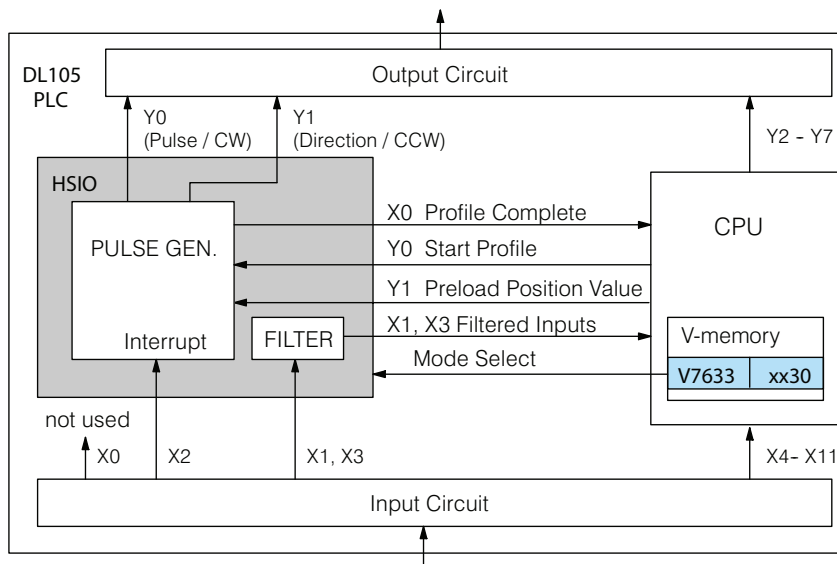 DL105
PLC
Output Circuit
Y0
(Pulse / CW)
Y1
(Direction / CCW)
Y2 - Y7
HSIO
PULSE GEN.
Interrupt
FILTER
X0 Profile Complete
Y0 Start Profile
Y1 Preload Position Value
X1, X3 Filtered Inputs
Mode Select
CPU
V-memory
V7633 xx30
not used
X0
X2
X1, X3
X4- X11
Input Circuit